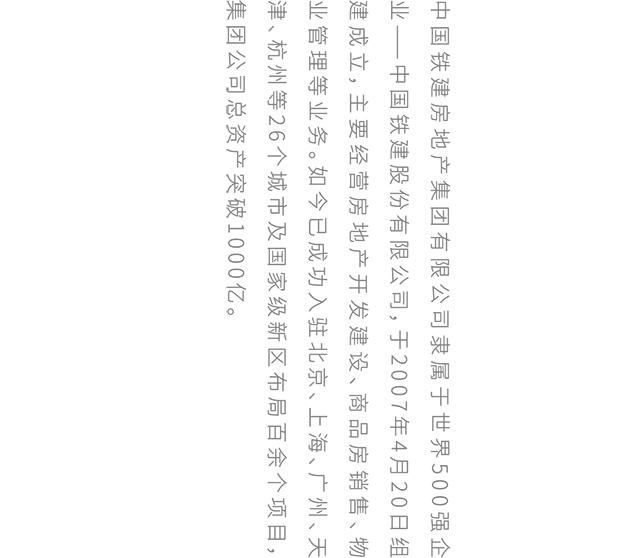 中国铁建房地产集团有限公司隶属于世界500强企
业——中国铁建股份有限公司，于2007年4月20日组
建成立，主要经营房地产开发建设、商品房销售、物
业管理等业务。如今已成功入驻北京、上海、广州、天
津、杭州等26个城市及国家级新区布局百余个项目，
集团公司总资产突破1000亿。